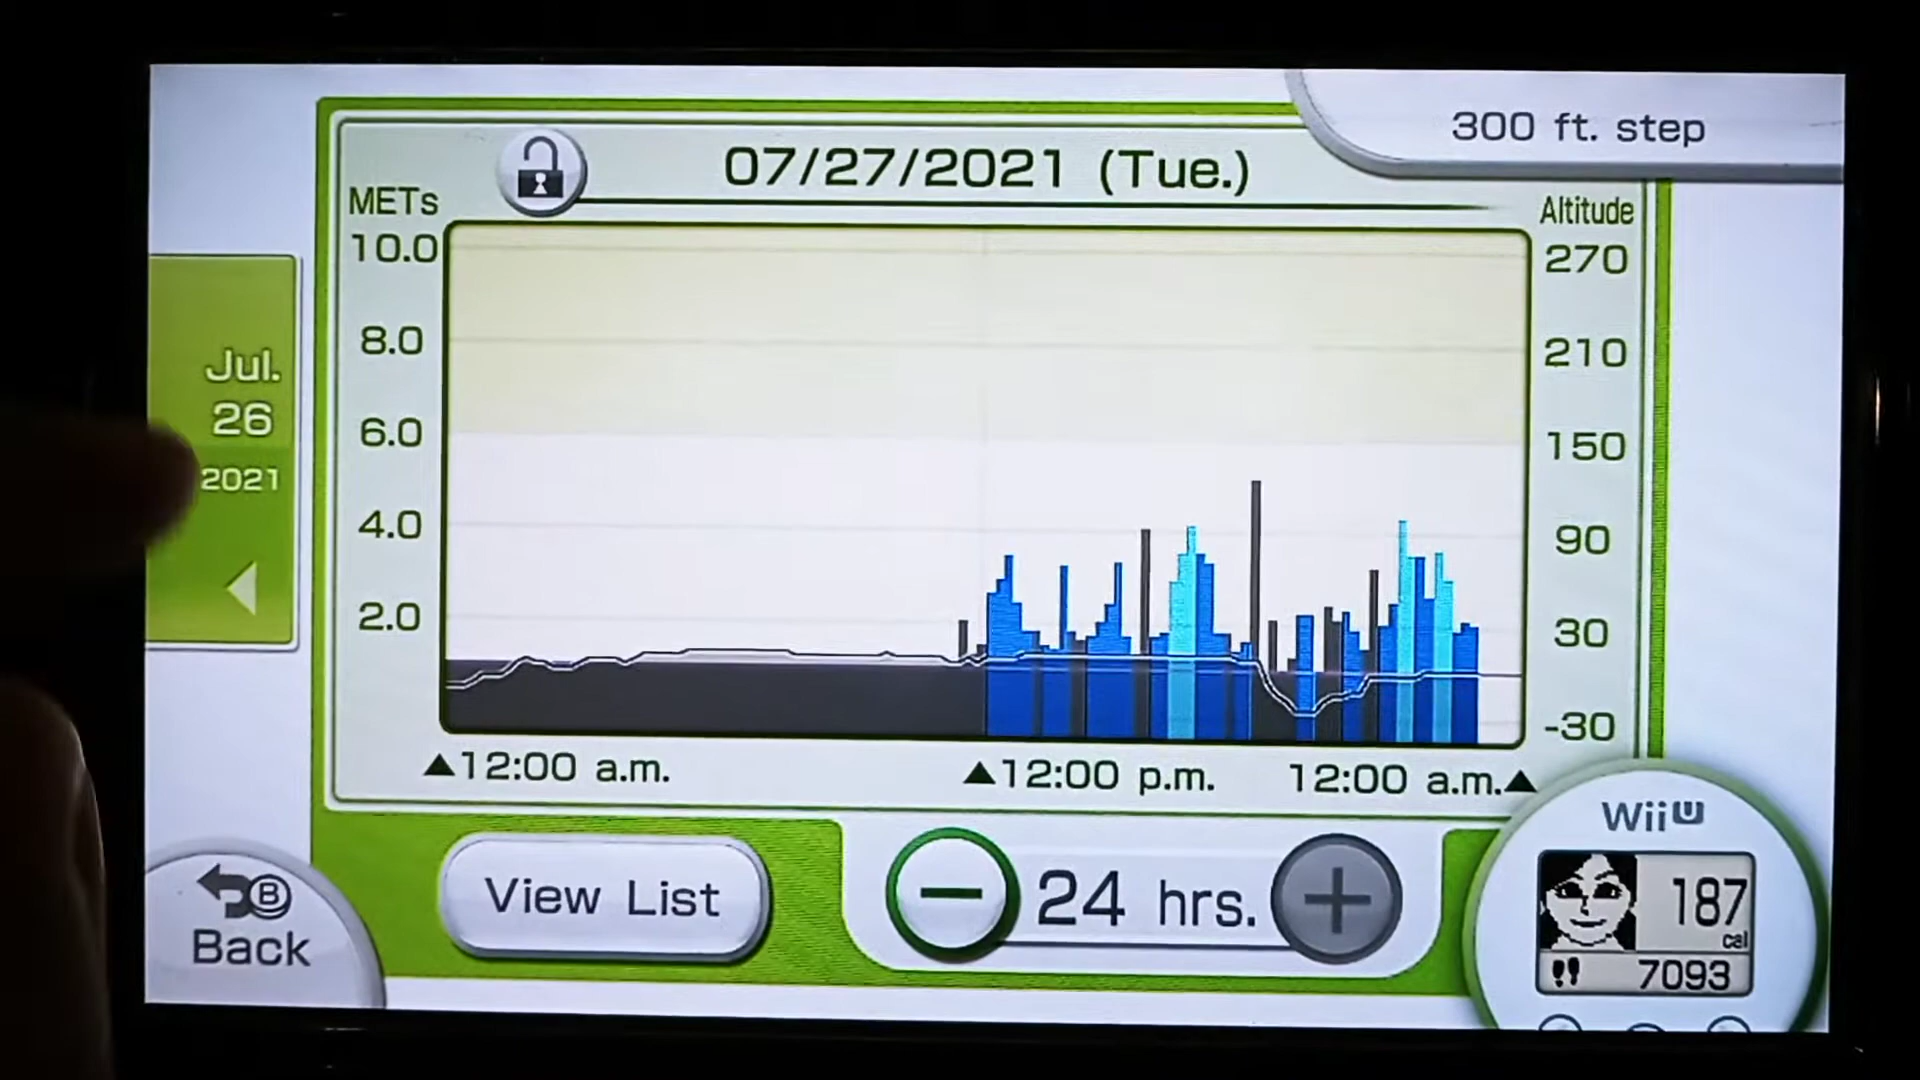 300 ft. step
07/27/2021 (Tue.)
METs
Altitude
10.0
8.0
6.0
4.0
2.0
270
210
150
90
30
-30
Jul.
26
2021
▲12:00 a.m.
▲12:00 p.m.
12:00 a.m.▲
View List
24 hrs.
B
Back
Wii U
187
cal
7093